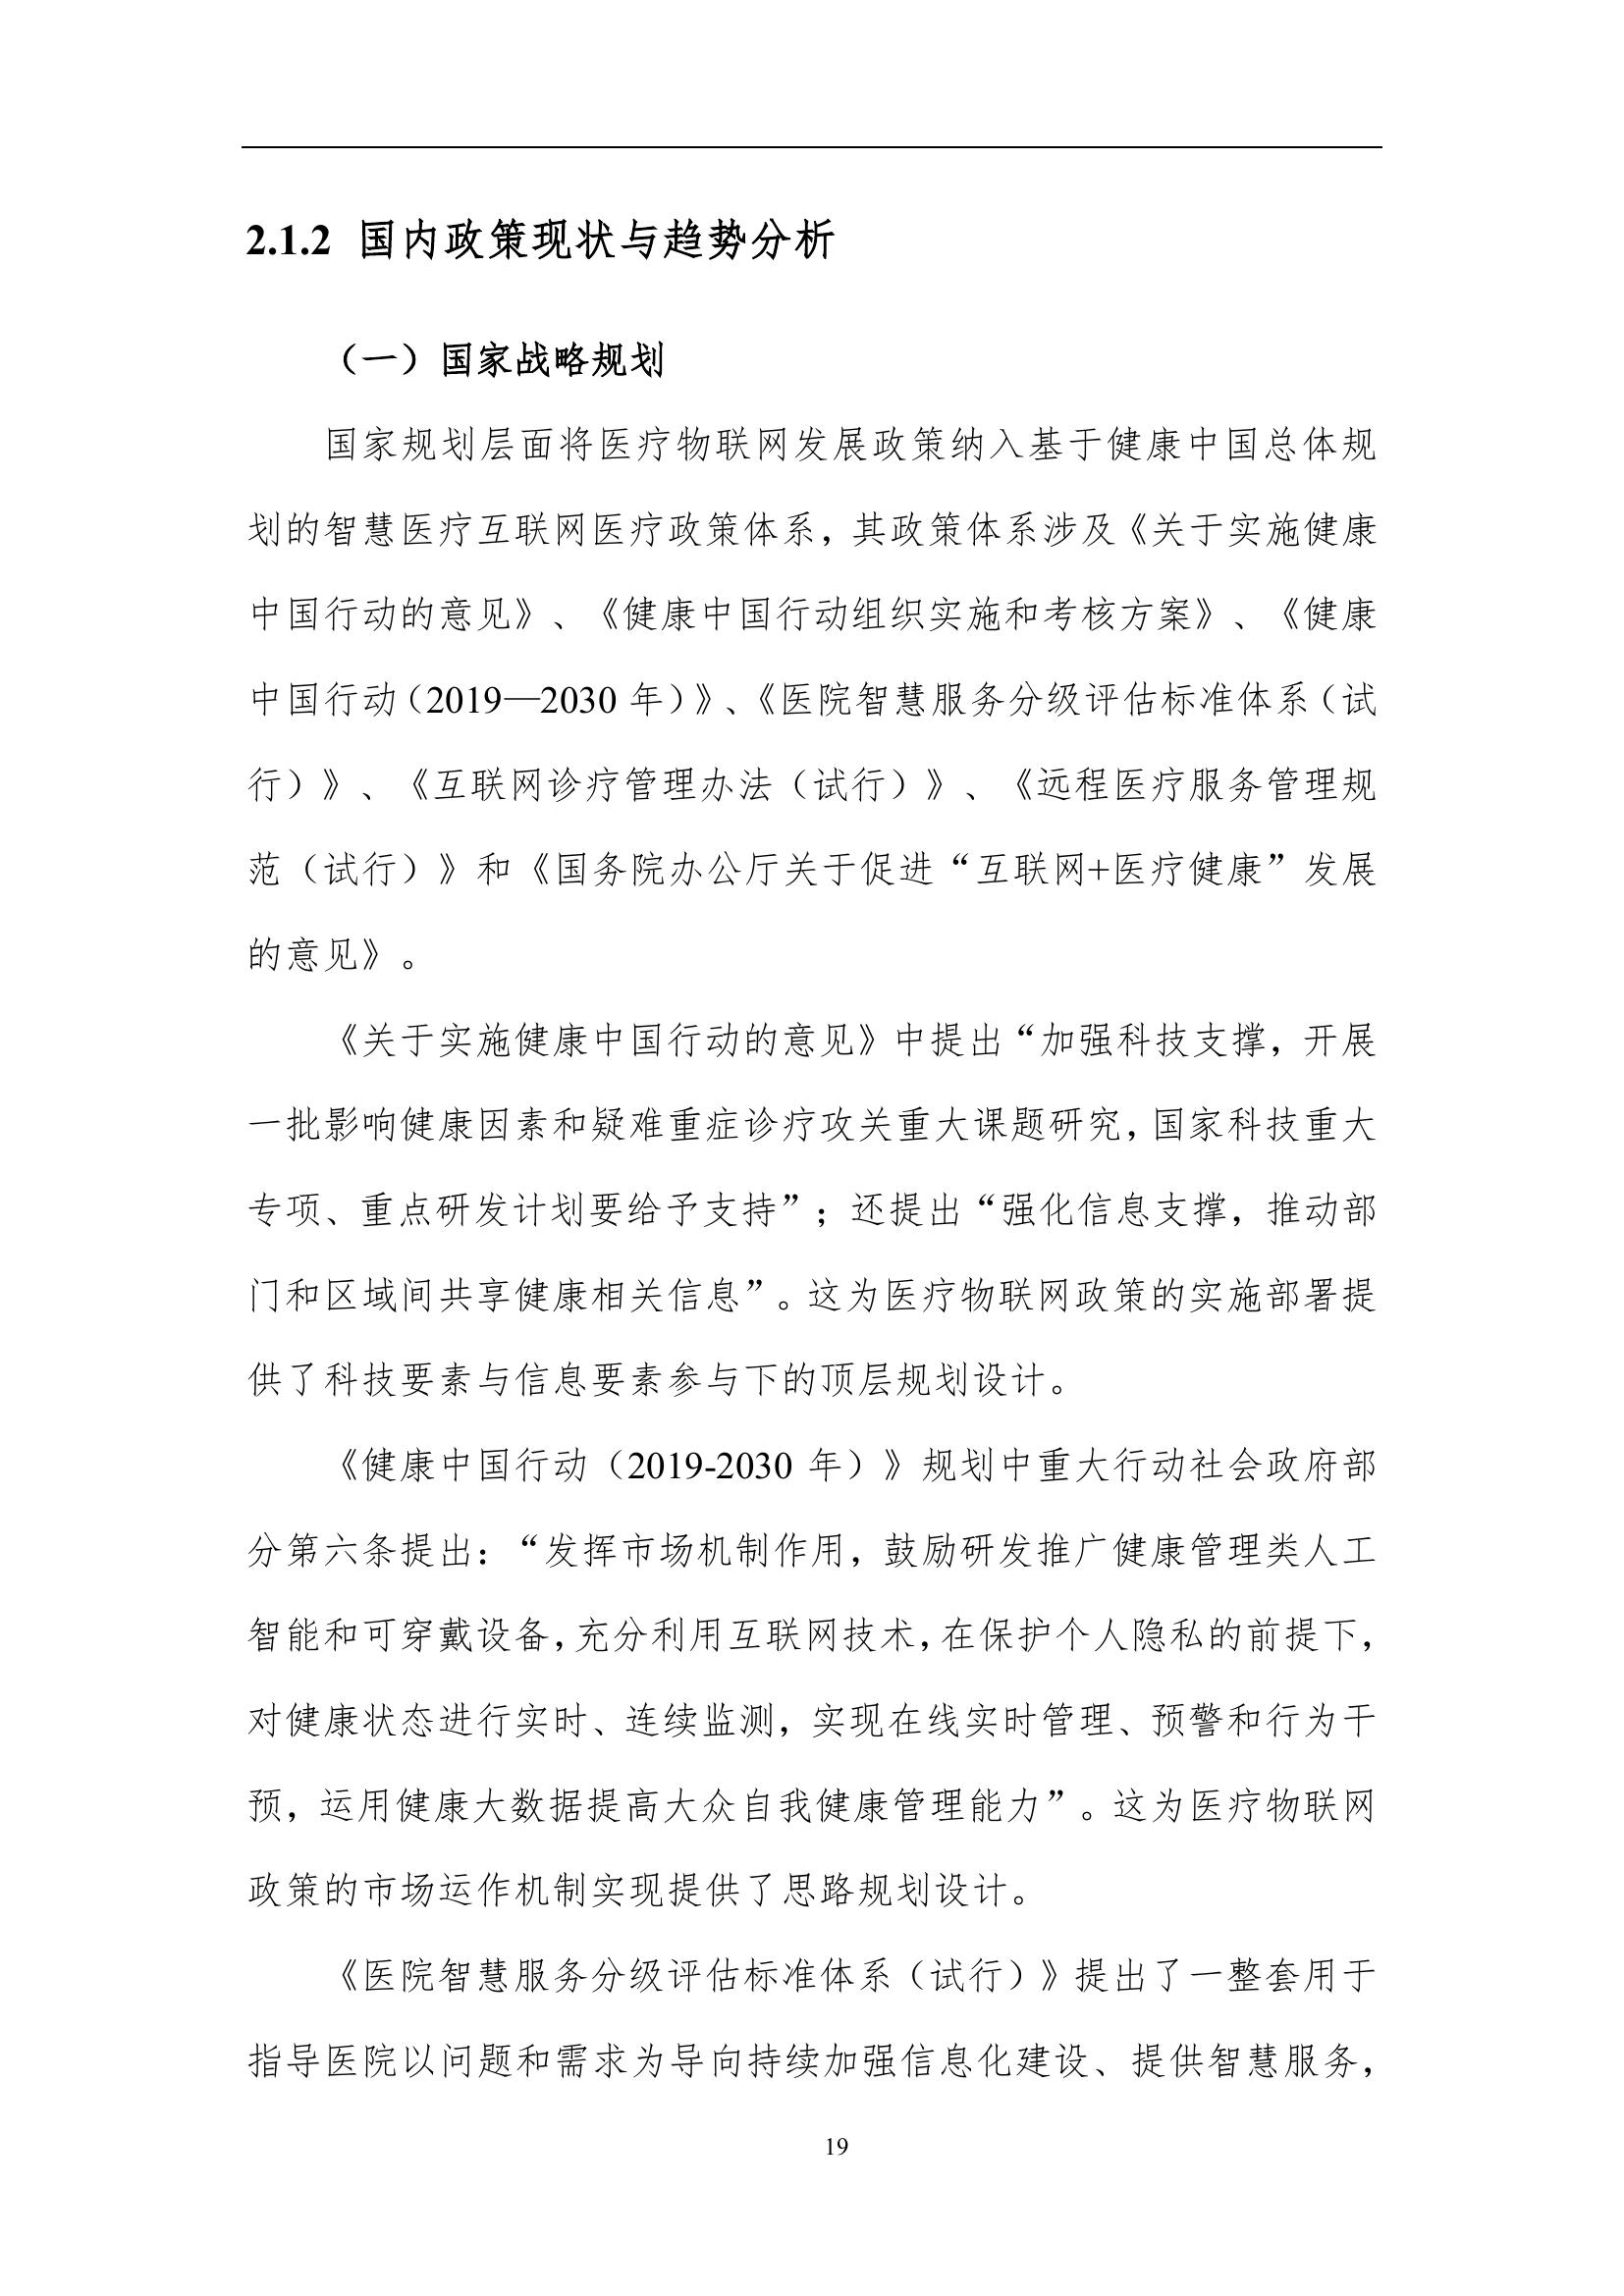 2.1.2 国内政策现状与趋势分析
（一）国家战略规划
国家规划层面将医疗物联网发展政策纳入基于健康中国总体规
划的智慧医疗互联网医疗政策体系，其政策体系涉及《关于实施健康
中国行动的意见》、《健康中国行动组织实施和考核方案》、《健康
中国行动（2019—2030 年）》、《医院智慧服务分级评估标准体系（试
行）》、《互联网诊疗管理办法（试行）》、《远程医疗服务管理规
范（试行）》和《国务院办公厅关于促进“互联网+医疗健康”发展
的意见》。
《关于实施健康中国行动的意见》中提出“加强科技支撑，开展
一批影响健康因素和疑难重症诊疗攻关重大课题研究，国家科技重大
专项、重点研发计划要给予支持”；还提出“强化信息支撑，推动部
门和区域间共享健康相关信息”。这为医疗物联网政策的实施部署提
供了科技要素与信息要素参与下的顶层规划设计。
《健康中国行动（2019-2030 年）》规划中重大行动社会政府部
分第六条提出：“发挥市场机制作用，鼓励研发推广健康管理类人工
智能和可穿戴设备，充分利用互联网技术，在保护个人隐私的前提下，
对健康状态进行实时、连续监测，实现在线实时管理、预警和行为干
预，运用健康大数据提高大众自我健康管理能力”。这为医疗物联网
政策的市场运作机制实现提供了思路规划设计。
《医院智慧服务分级评估标准体系（试行）》提出了一整套用于
指导医院以问题和需求为导向持续加强信息化建设、提供智慧服务，
19